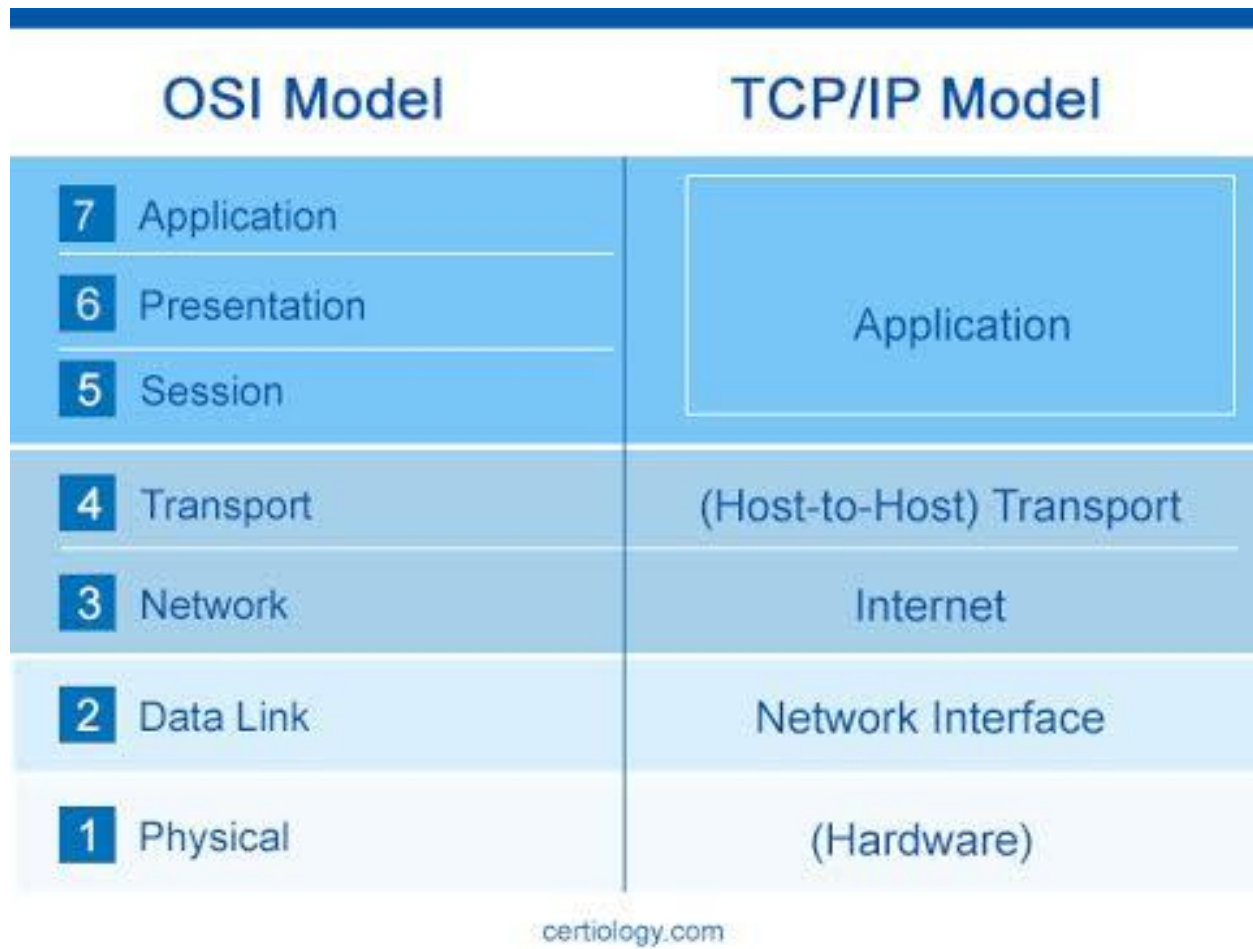 OSI Model TCP/IP Model
7 Application
6 Presentation
Application
5 Session
4 Transport (Host-to-Host) Transport
3 Network Internet
2 Data Link Network Interface
1 Physical (Hardware)
certiology.com